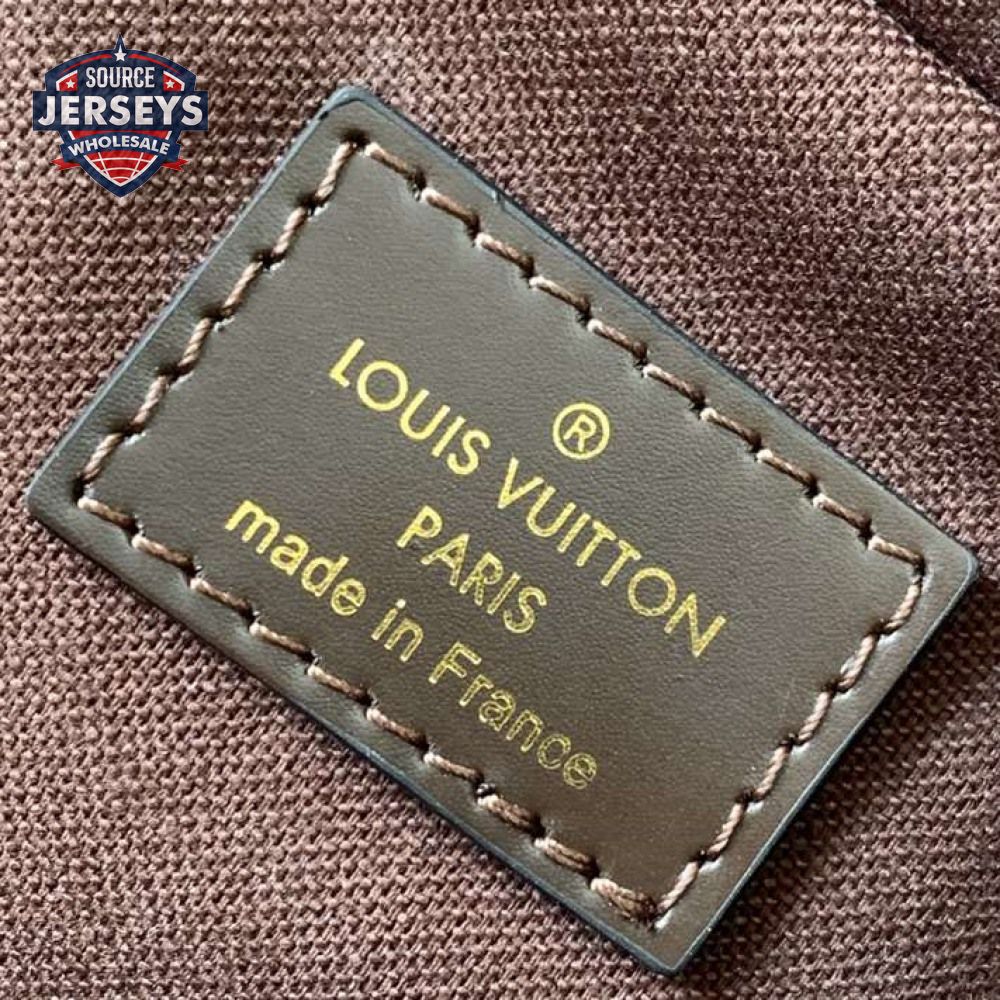 SOURCE
JERSEYS
WHOLESALE
®
LOUIS VUITTON
PARIS
made in France